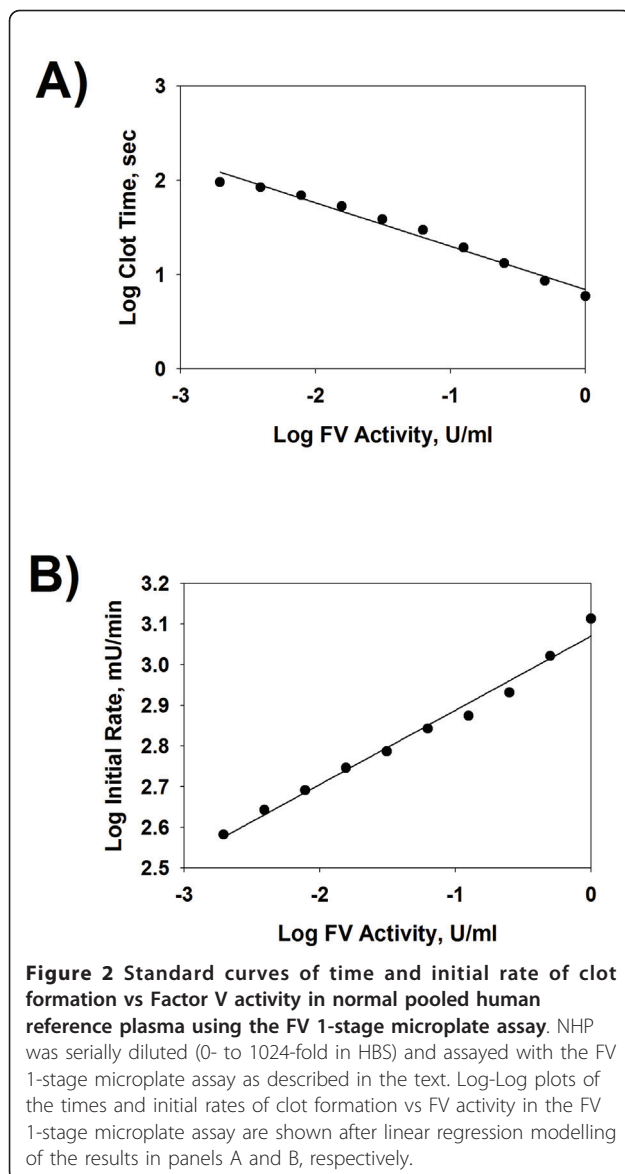 A)
3
2
1
0
Log Clot Time, sec
-3 -2 -1 0
Log FV Activity, U/ml
B)
3.2
3.1
3.0
2.9
2.8
2.7
2.6
2.5
Log Initial Rate, mU/min
-3 -2 -1 0
Log FV Activity, U/ml
Figure 2 Standard curves of time and initial rate of clot
formation vs Factor V activity in normal pooled human
reference plasma using the FV 1-stage microplate assay. NHP
was serially diluted (0- to 1024-fold in HBS) and assayed with the FV
1-stage microplate assay as described in the text. Log-Log plots of
the times and initial rates of clot formation vs FV activity in the FV
1-stage microplate assay are shown after linear regression modelling
of the results in panels A and B, respectively.